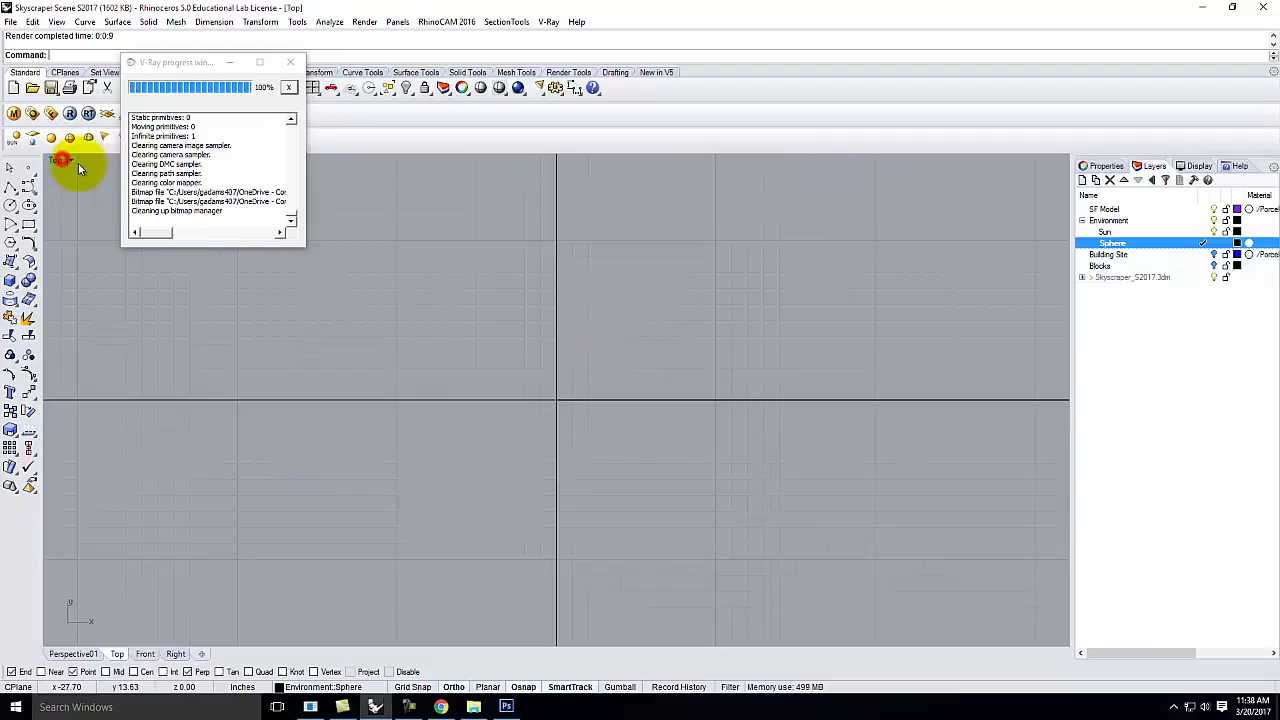 Skyscraper Scene S2017 (1602 KB) - Rhinoceros 5.0 Educational Lab License - [Top]
File Edit View Curve Surface Solid Mesh Dimension Transform Tools Analyze Render Panels RhinoCAM 2016 SectionTools V-Ray Help
Render completed time: 0:0:9
Command:
V-Ray progress win...
Standard CPlanes Set View ansform Curve Tools Surface Tools Solid Tools Mesh Tools Render Tools Drafting New in V5
100% x
Static primitives: 0
Moving primitives: 0
Infinite primitives: 1
Clearing camera image sampler.
Clearing camera sampler.
Clearing DMC sampler.
Clearing path sampler.
Clearing color mapper.
Bitmap file "C:/Users/gadams407/OneDrive - Cor
Bitmap file "C:/Users/gadams407/OneDrive - Cor
Cleaning up bitmap manager
SUN
Properties Layers Display Help
Name Material
SF Model /Parcel
Environment
Sun
Sphere
Building Site /Parcel
Blocks
> Skyscraper_S2017.3dm
y
x
Perspective01 Top Front Right
End Near Point Mid Cen Int Perp Tan Quad Knot Vertex Project Disable
CPlane x -27.70 y 13.63 z 0.00 Inches Environment::Sphere Grid Snap Ortho Planar Osnap SmartTrack Gumball Record History Filter Memory use: 499 MB
Search Windows
11:38 AM
3/20/2017